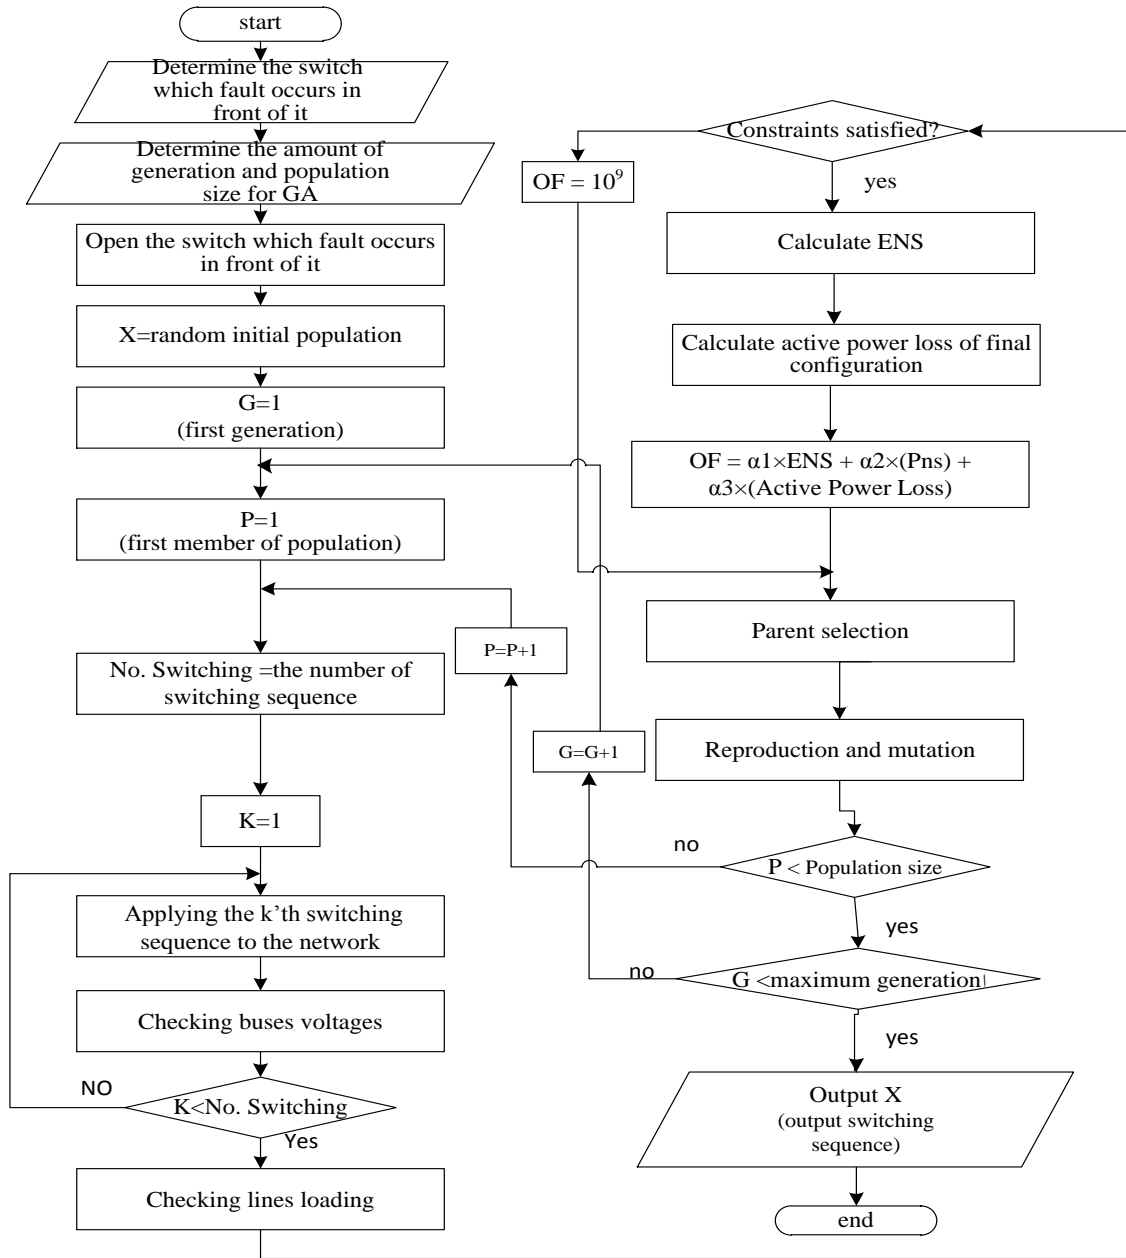 start
Determine the switch
which fault occurs in
front of it
Determine the amount of
generation and population
size for GA
Open the switch which fault occurs
in front of it
X=random initial population
G=1
(first generation)
P=1
(first member of population)
No. Switching =the number of
switching sequence
K=1
Applying the k’th switching
sequence to the network
Checking buses voltages
NO
K<No. Switching
Yes
Checking lines loading
Constraints satisfied?
OF = 10⁹
yes
Calculate ENS
Calculate active power loss of final
configuration
OF = α1×ENS + α2×(Pns) +
α3×(Active Power Loss)
Parent selection
P=P+1
Reproduction and mutation
G=G+1
no
P < Population size
yes
no
G <maximum generation
yes
Output X
(output switching
sequence)
end